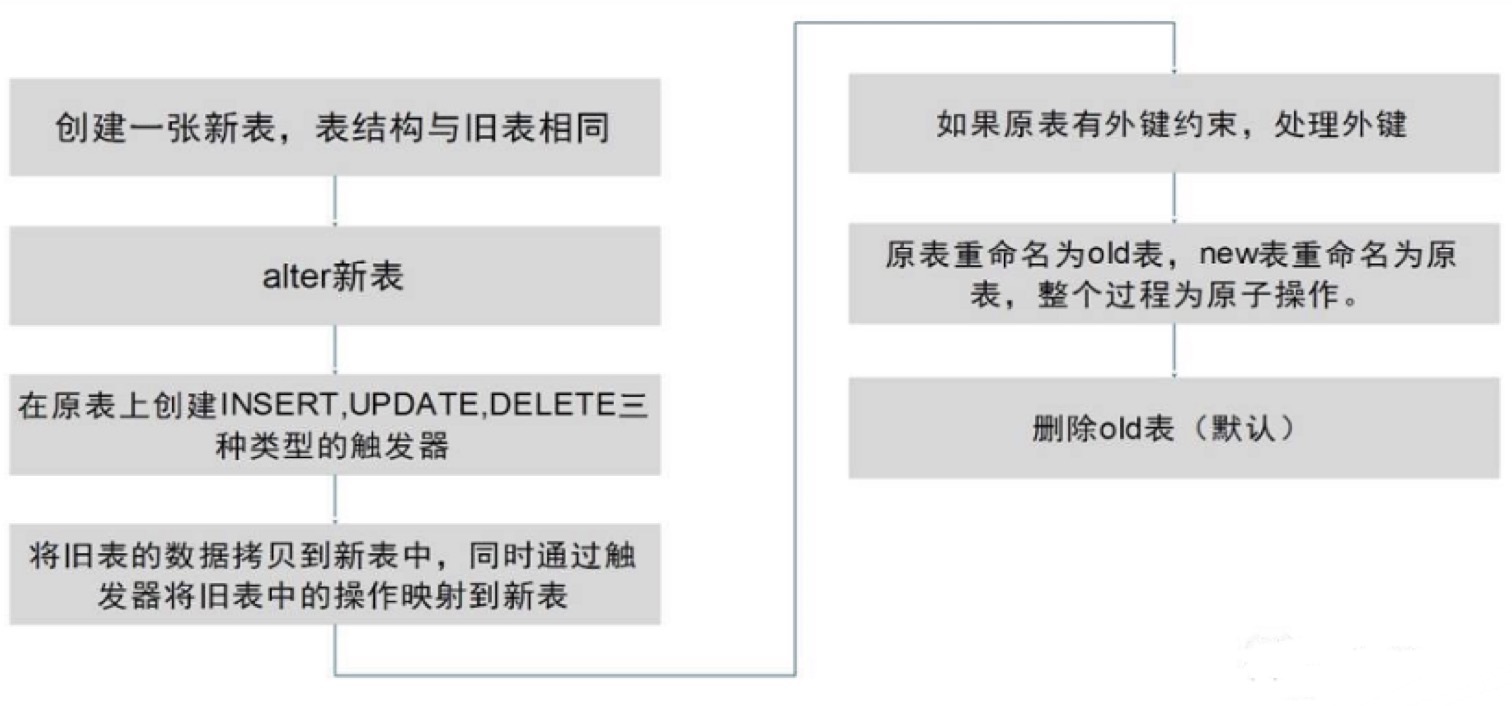 创建一张新表，表结构与旧表相同
alter新表
在原表上创建INSERT,UPDATE,DELETE三
种类型的触发器
将旧表的数据拷贝到新表中，同时通过触
发器将旧表中的操作映射到新表
如果原表有外键约束，处理外键
原表重命名为old表，new表重命名为原
表，整个过程为原子操作。
删除old表（默认）